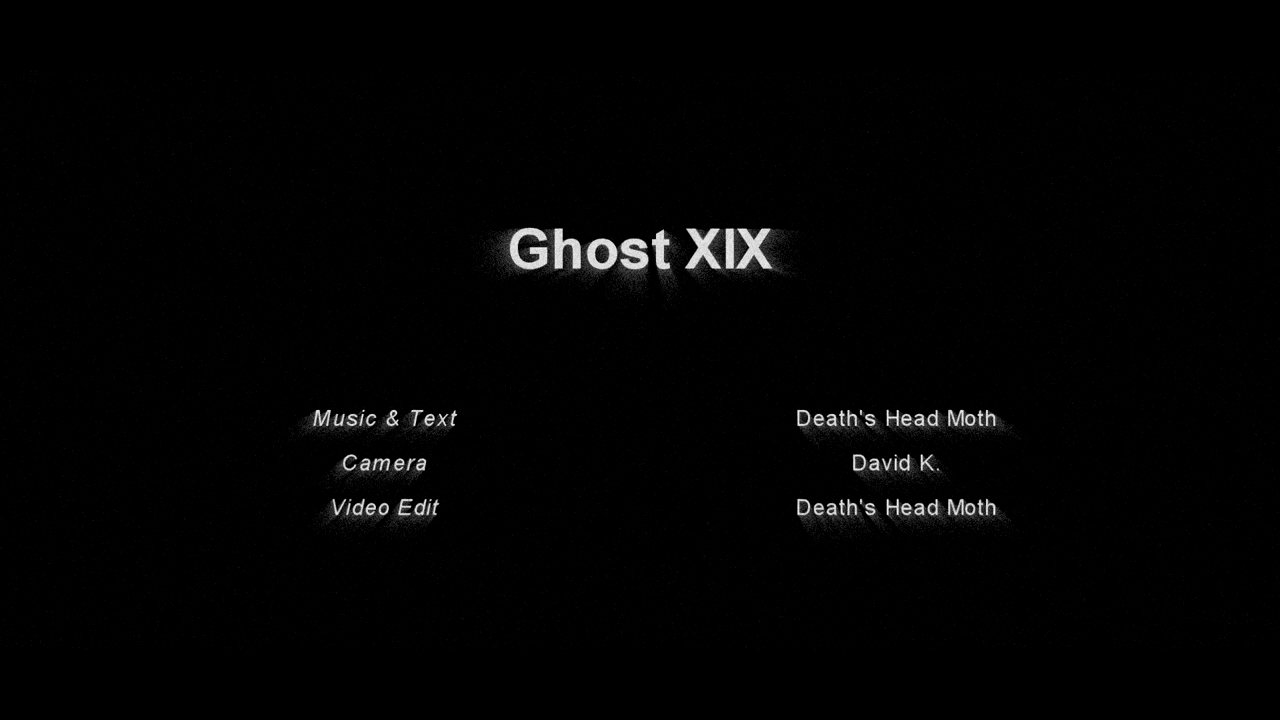 Ghost XIX
Music & Text Death's Head Moth
Camera David K.
Video Edit Death's Head Moth